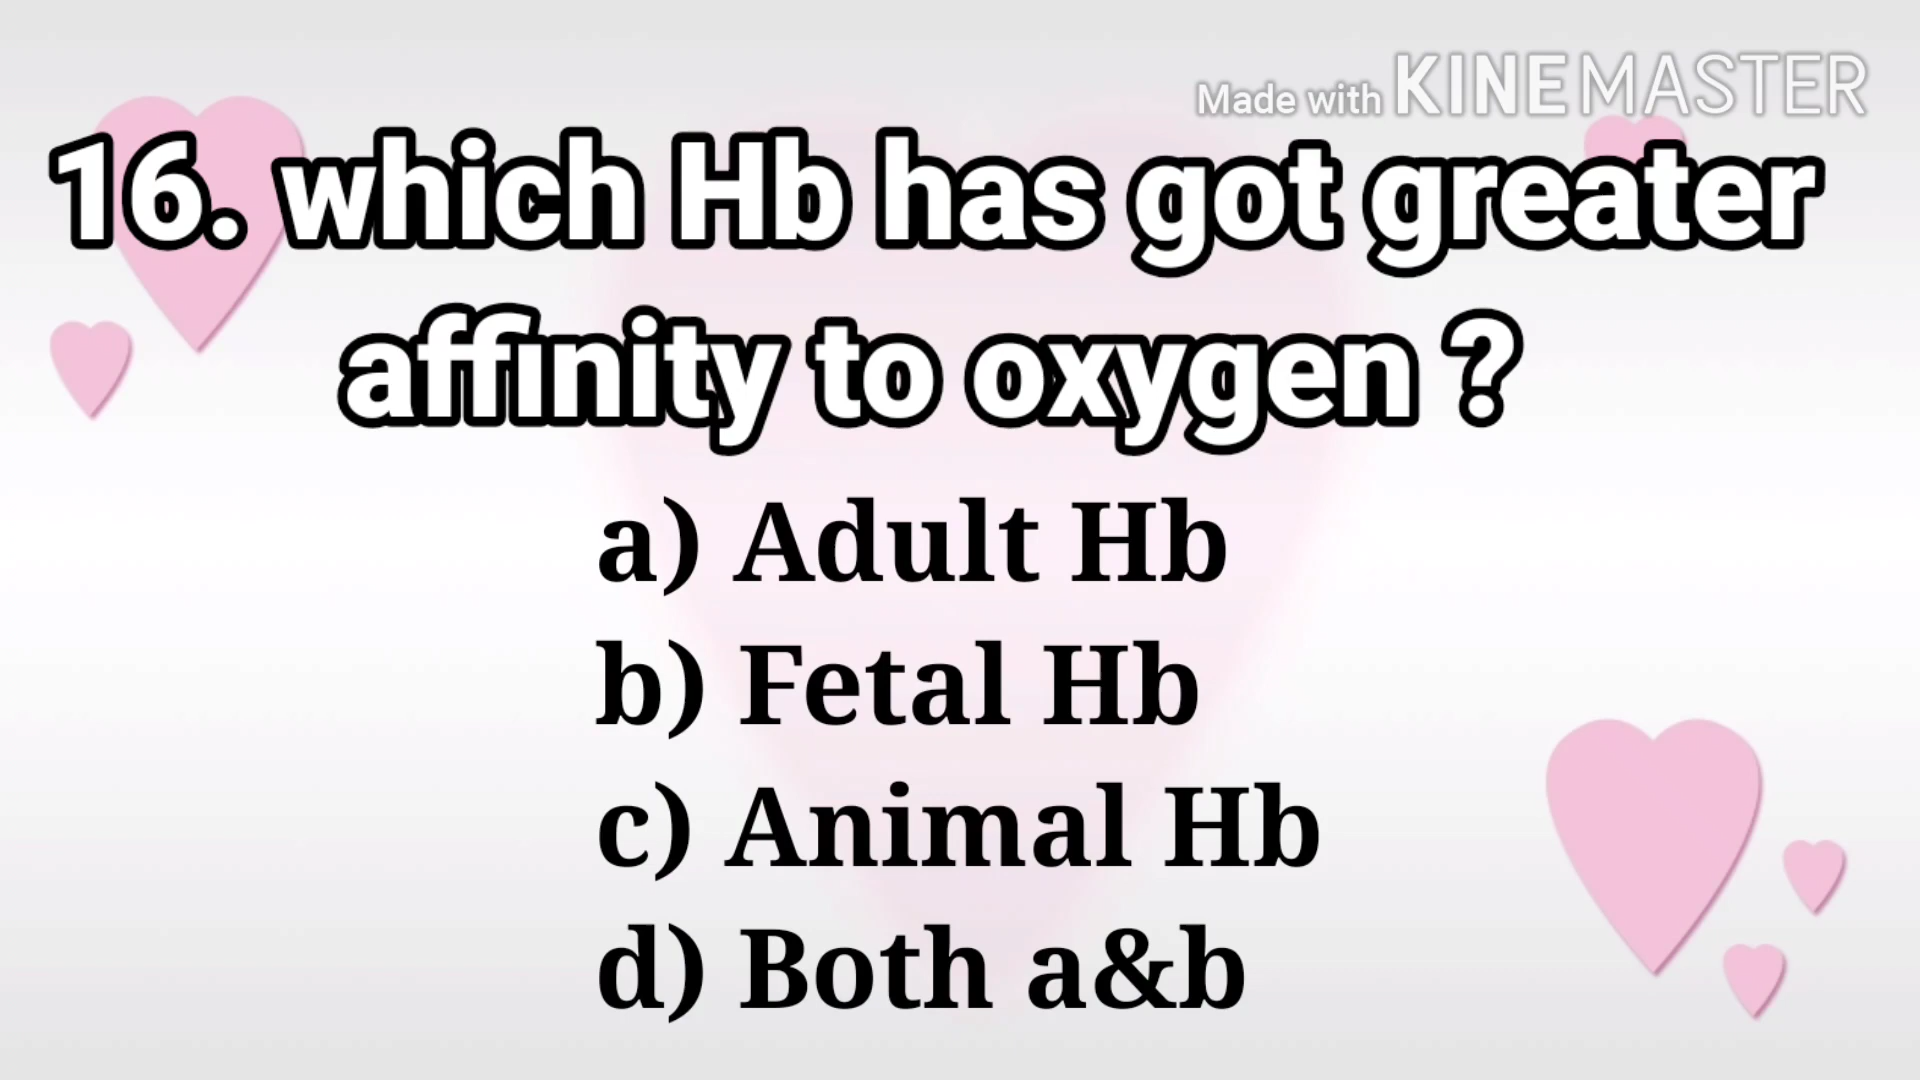 Made with KINEMASTER
16. which Hb has got greater
affinity to oxygen ?
a) Adult Hb
b) Fetal Hb
c) Animal Hb
d) Both a&b